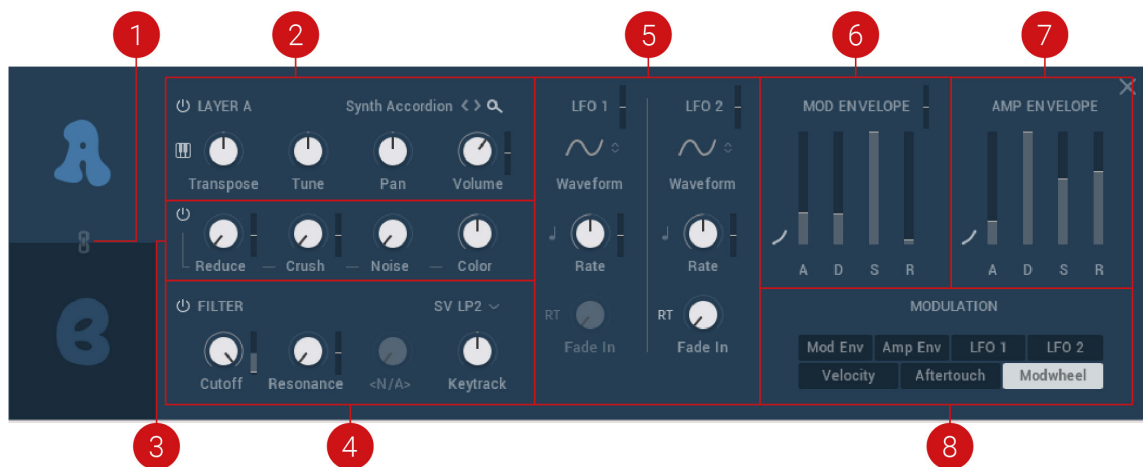 1
2
5
6
7
A
LAYER A Synth Accordion
Transpose Tune Pan Volume
Reduce Crush Noise Color
FILTER SV LP2
Cutoff Resonance <N/A> Keytrack
LFO 1 LFO 2
Waveform Waveform
Rate Rate
RT RT
Fade In Fade In
MOD ENVELOPE
A D S R
AMP ENVELOPE
A D S R
MODULATION
Mod Env Amp Env LFO 1 LFO 2
Velocity Aftertouch Modwheel
B
3
4
8